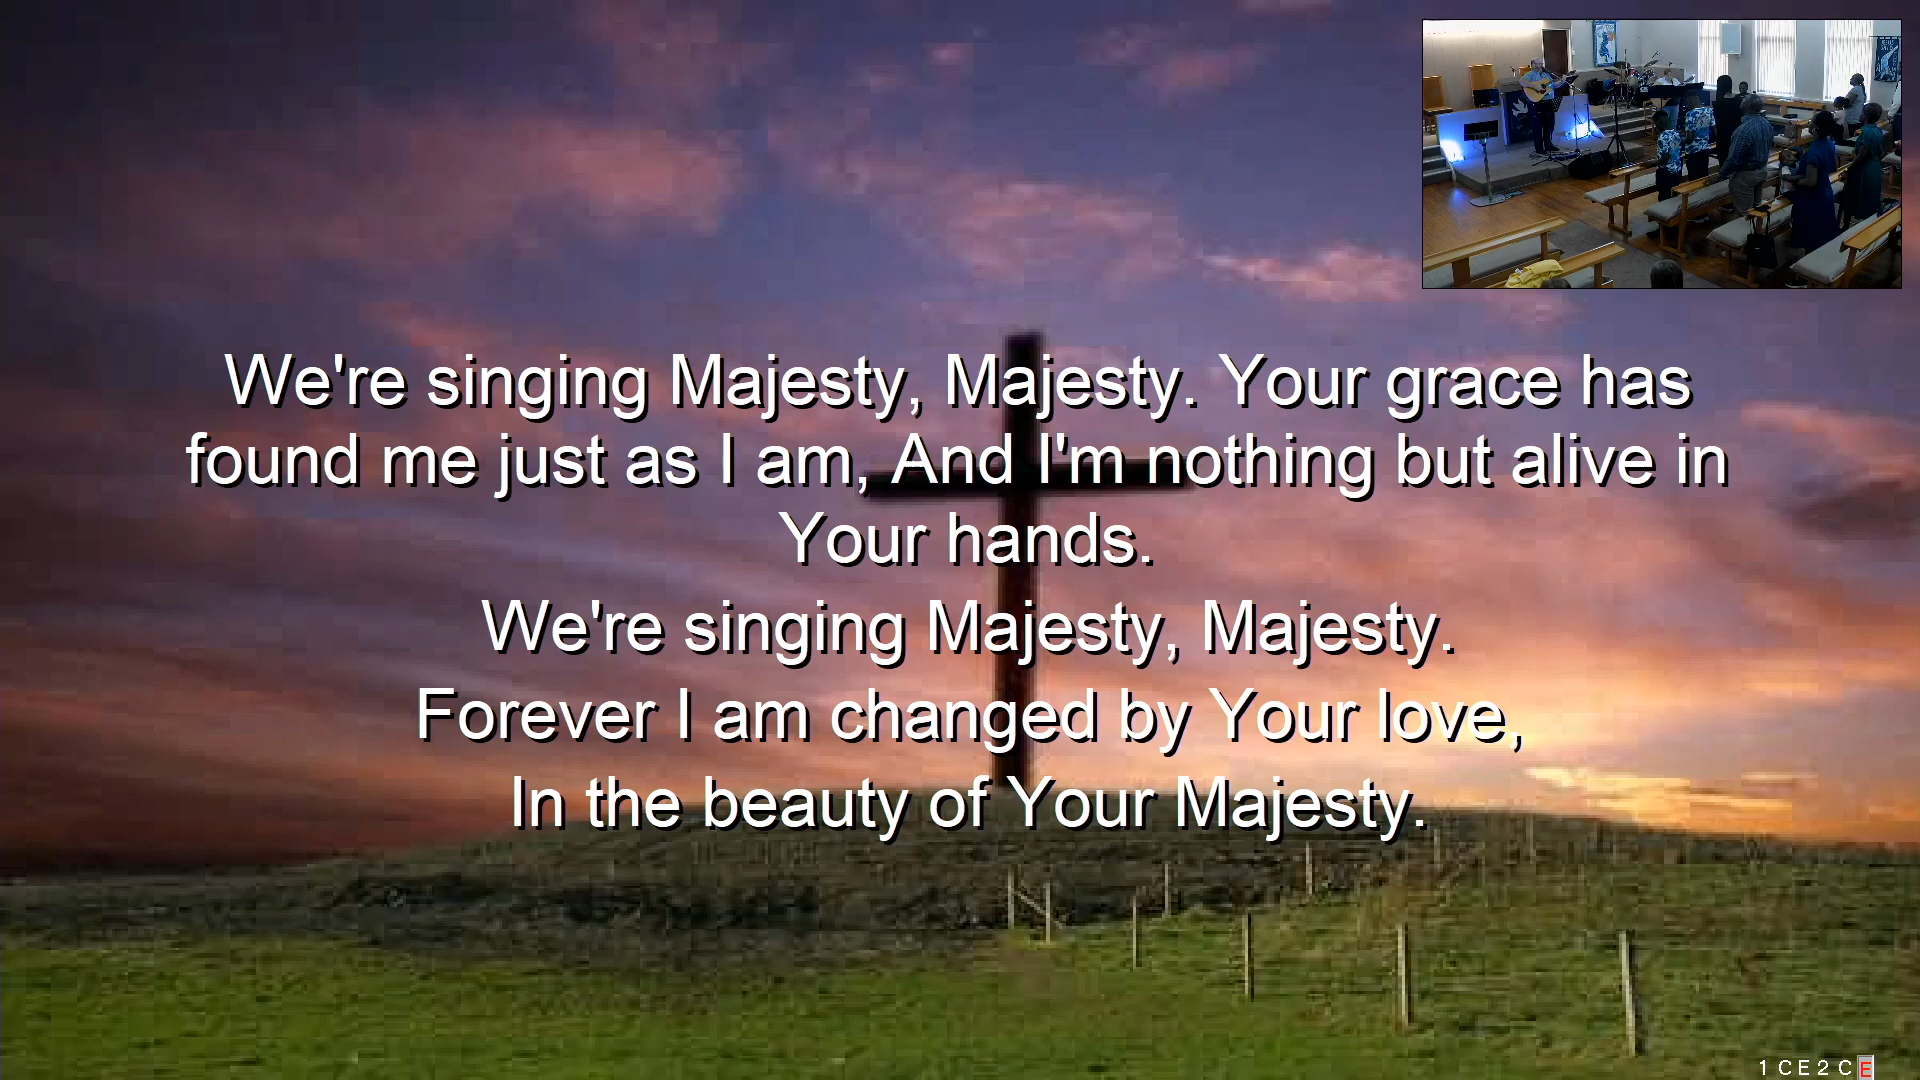 We're singing Majesty, Majesty. Your grace has
found me just as I am, And I'm nothing but alive in
Your hands.
We're singing Majesty, Majesty.
Forever I am changed by Your love,
In the beauty of Your Majesty.
1 C E 2 C E